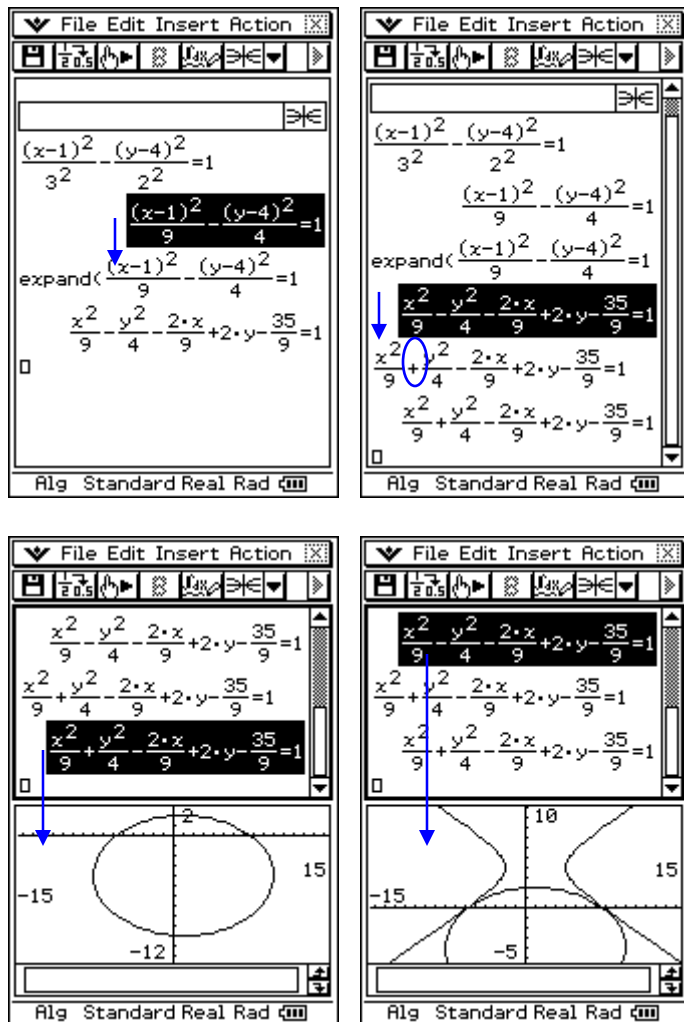 File Edit Insert Action
(x-1)²/3² - (y-4)²/2² =1
(x-1)²/9 - (y-4)²/4 =1
expand( (x-1)²/9 - (y-4)²/4 =1
x²/9 - y²/4 - 2·x/9 +2·y- 35/9 =1
Alg Standard Real Rad
File Edit Insert Action
(x-1)²/3² - (y-4)²/2² =1
(x-1)²/9 - (y-4)²/4 =1
expand( (x-1)²/9 - (y-4)²/4 =1
x²/9 - y²/4 - 2·x/9 +2·y- 35/9 =1
x²/9 + y²/4 - 2·x/9 +2·y- 35/9 =1
x²/9 + y²/4 - 2·x/9 +2·y- 35/9 =1
Alg Standard Real Rad
File Edit Insert Action
x²/9 - y²/4 - 2·x/9 +2·y- 35/9 =1
x²/9 + y²/4 - 2·x/9 +2·y- 35/9 =1
x²/9 + y²/4 - 2·x/9 +2·y- 35/9 =1
2
15
-15
-12
Alg Standard Real Rad
File Edit Insert Action
x²/9 - y²/4 - 2·x/9 +2·y- 35/9 =1
x²/9 + y²/4 - 2·x/9 +2·y- 35/9 =1
x²/9 + y²/4 - 2·x/9 +2·y- 35/9 =1
10
15
-15
-5
Alg Standard Real Rad